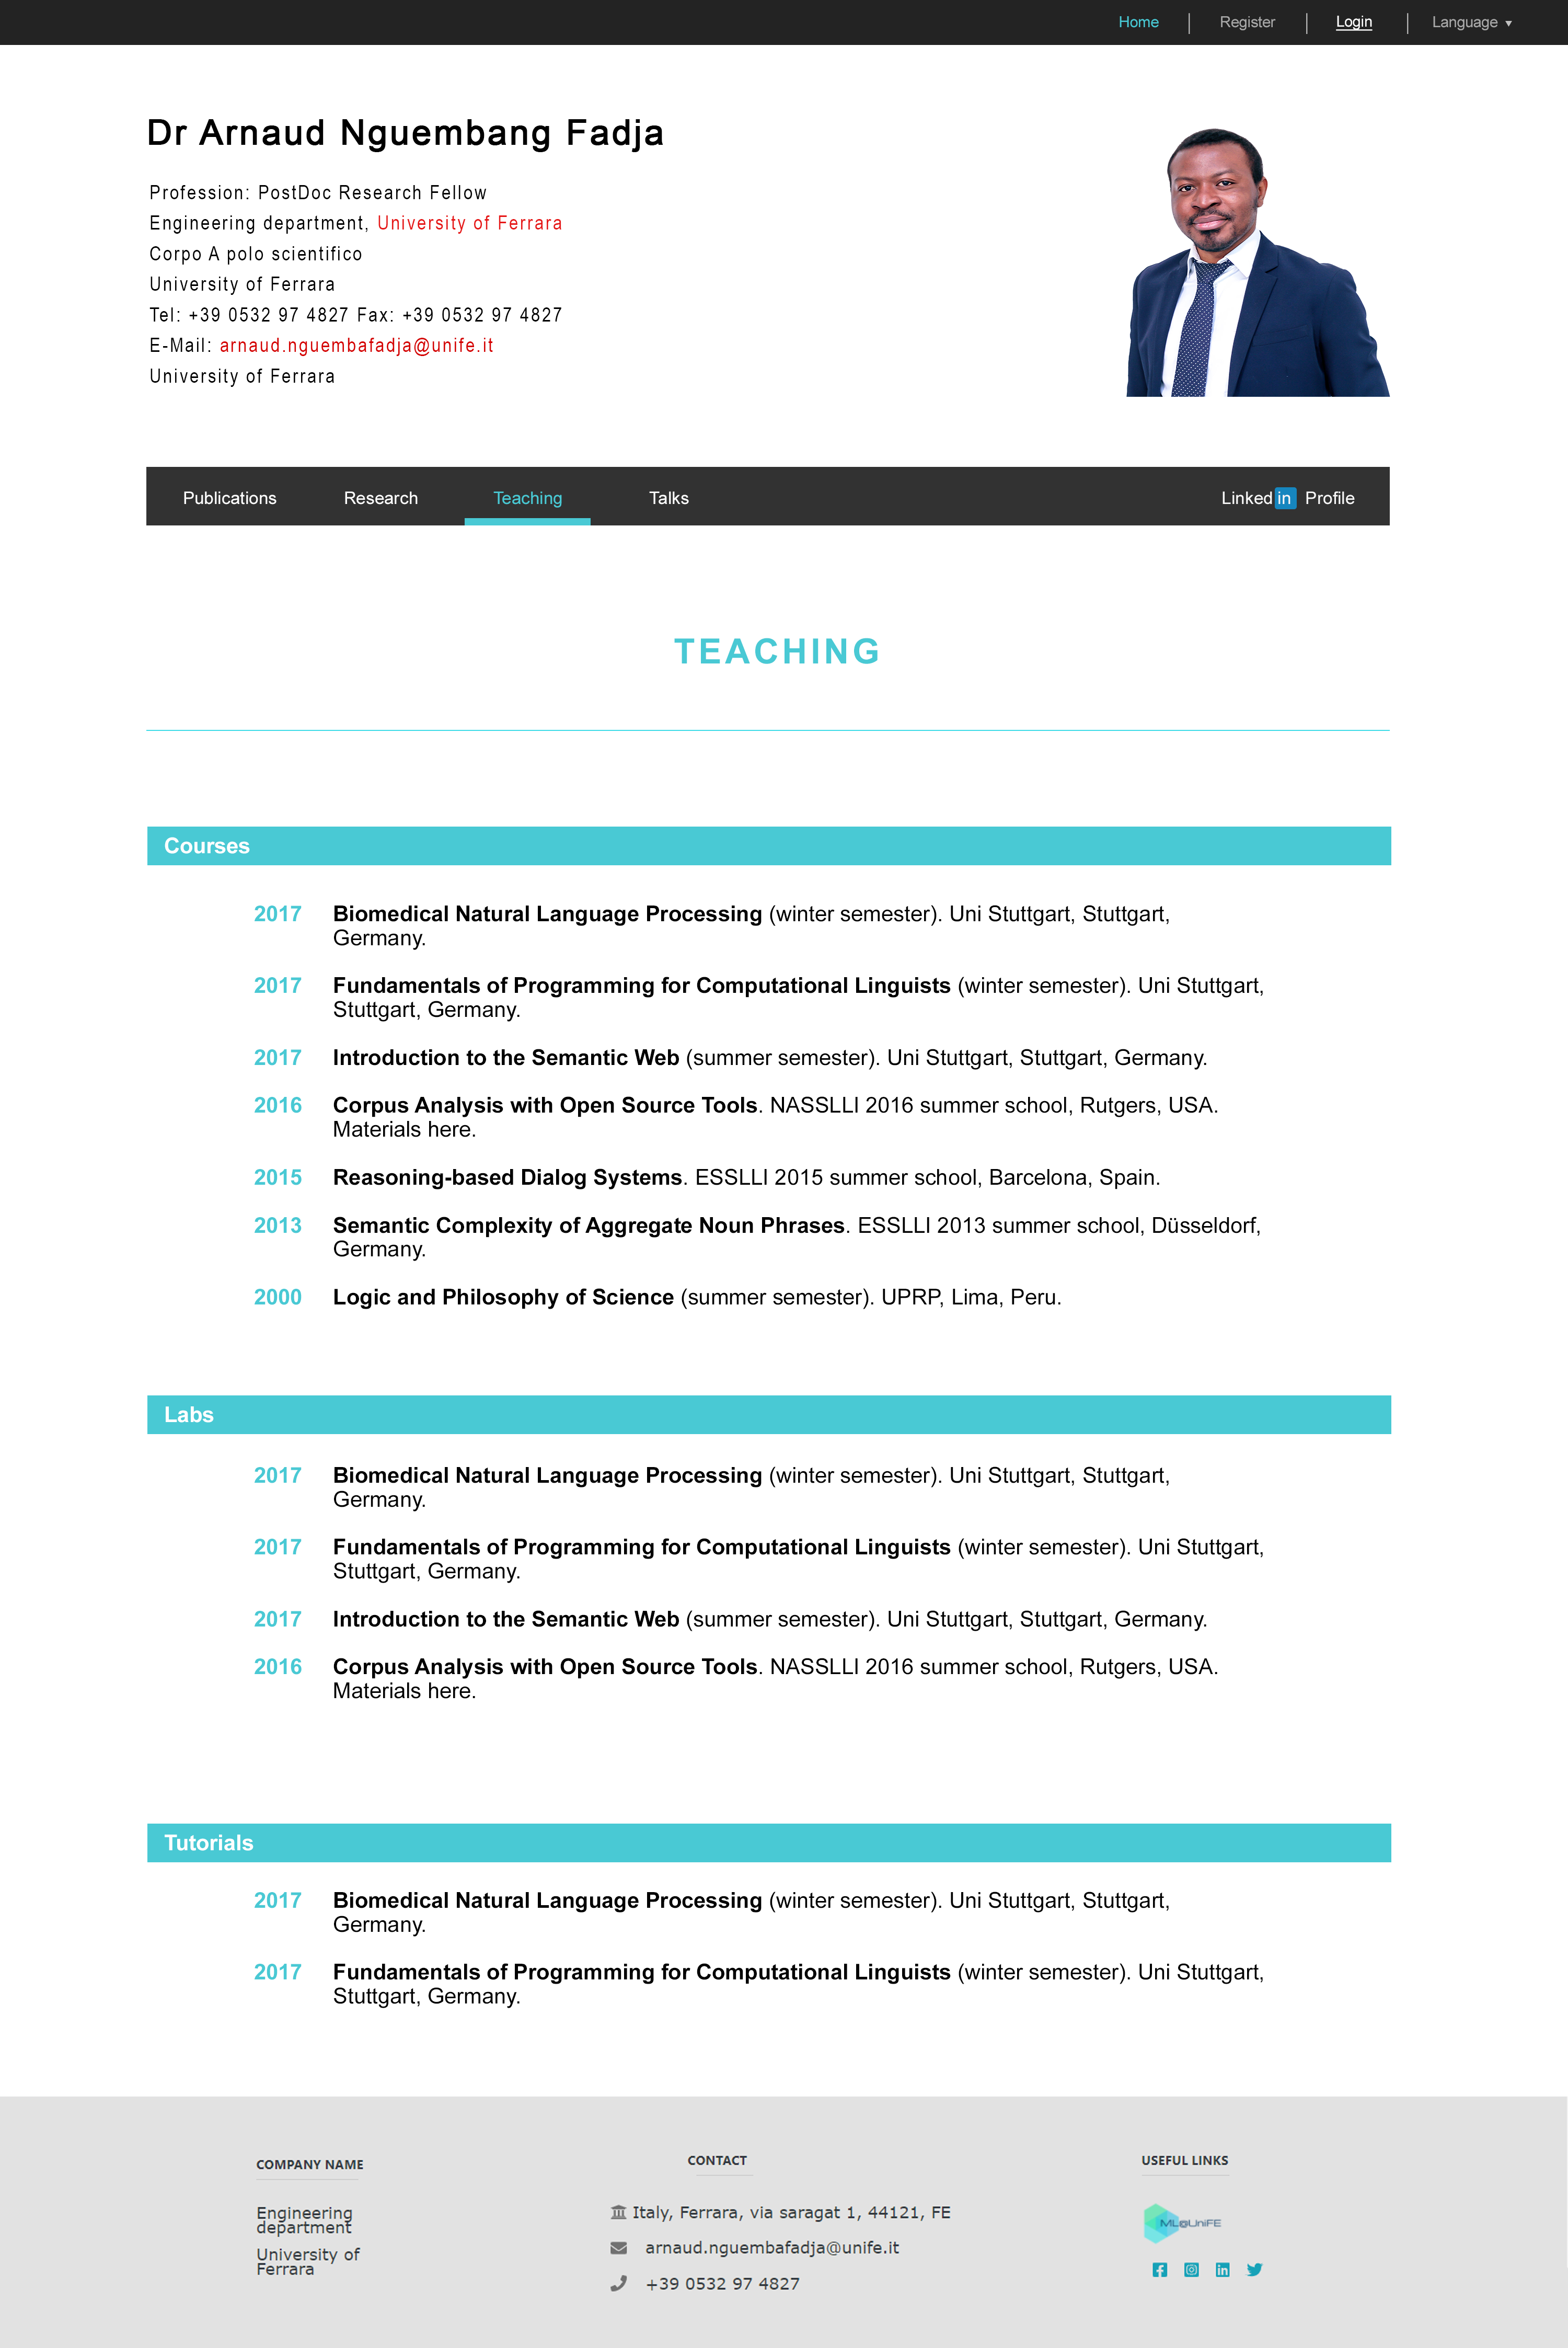 Home Register Login Language
Dr Arnaud Nguembang Fadja
Profession: PostDoc Research Fellow
Engineering department, University of Ferrara
Corpo A polo scientifico
University of Ferrara
Tel: +39 0532 97 4827 Fax: +39 0532 97 4827
E-Mail: arnaud.nguembafadja@unife.it
University of Ferrara
Publications Research Teaching Talks Linked in Profile
TEACHING
Courses
2017 Biomedical Natural Language Processing (winter semester). Uni Stuttgart, Stuttgart,
Germany.
2017 Fundamentals of Programming for Computational Linguists (winter semester). Uni Stuttgart,
Stuttgart, Germany.
2017 Introduction to the Semantic Web (summer semester). Uni Stuttgart, Stuttgart, Germany.
2016 Corpus Analysis with Open Source Tools. NASSLLI 2016 summer school, Rutgers, USA.
Materials here.
2015 Reasoning-based Dialog Systems. ESSLLI 2015 summer school, Barcelona, Spain.
2013 Semantic Complexity of Aggregate Noun Phrases. ESSLLI 2013 summer school, Düsseldorf,
Germany.
2000 Logic and Philosophy of Science (summer semester). UPRP, Lima, Peru.
Labs
2017 Biomedical Natural Language Processing (winter semester). Uni Stuttgart, Stuttgart,
Germany.
2017 Fundamentals of Programming for Computational Linguists (winter semester). Uni Stuttgart,
Stuttgart, Germany.
2017 Introduction to the Semantic Web (summer semester). Uni Stuttgart, Stuttgart, Germany.
2016 Corpus Analysis with Open Source Tools. NASSLLI 2016 summer school, Rutgers, USA.
Materials here.
Tutorials
2017 Biomedical Natural Language Processing (winter semester). Uni Stuttgart, Stuttgart,
Germany.
2017 Fundamentals of Programming for Computational Linguists (winter semester). Uni Stuttgart,
Stuttgart, Germany.
COMPANY NAME
Engineering
department
University of
Ferrara
CONTACT
Italy, Ferrara, via saragat 1, 44121, FE
arnaud.nguembafadja@unife.it
+39 0532 97 4827
USEFUL LINKS
ML@UniFE